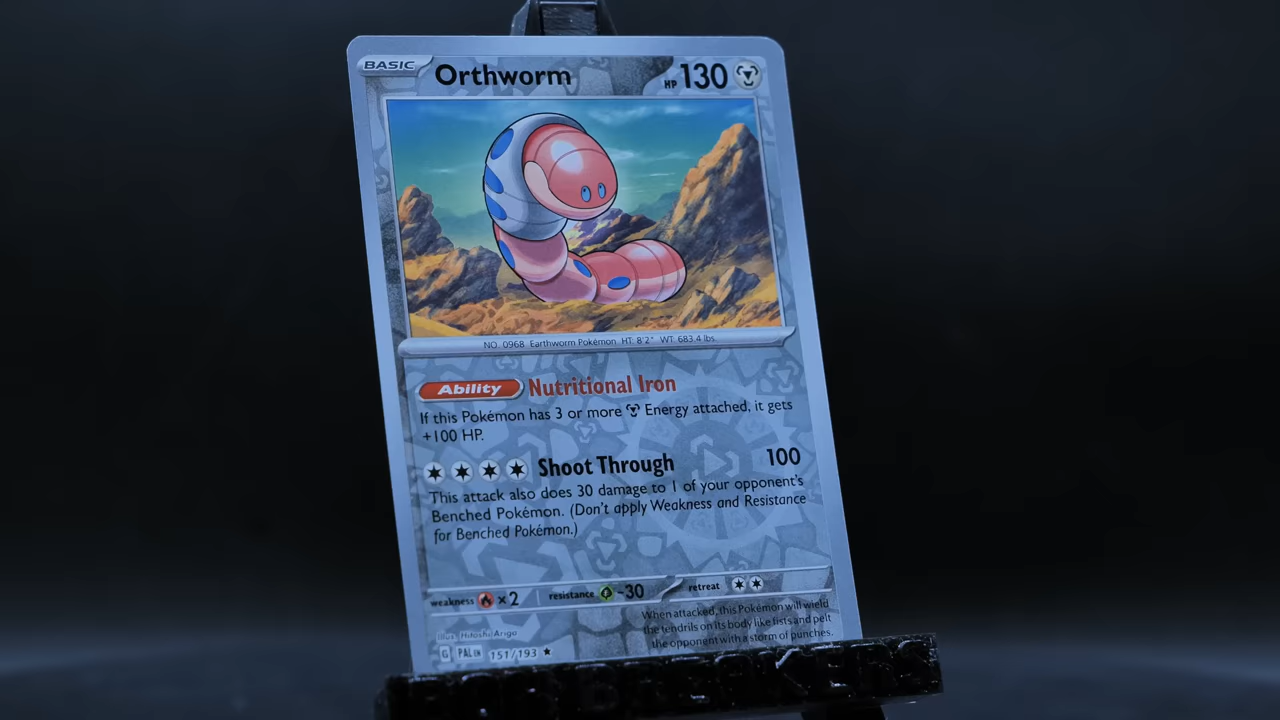 BASIC Orthworm HP 130
NO. 0968 Earthworm Pokémon HT: 8'2" WT: 683.4 lbs.
Ability Nutritional Iron
If this Pokémon has 3 or more Energy attached, it gets
+100 HP.
Shoot Through 100
This attack also does 30 damage to 1 of your opponent's
Benched Pokémon. (Don't apply Weakness and Resistance
for Benched Pokémon.)
weakness ×2 resistance -30 retreat
When attacked, this Pokémon will wield
the tendrils on its body like fists and pelt
the opponent with a storm of punches.
Illus. Hitoshi Ariga
G PAL EN 151/193